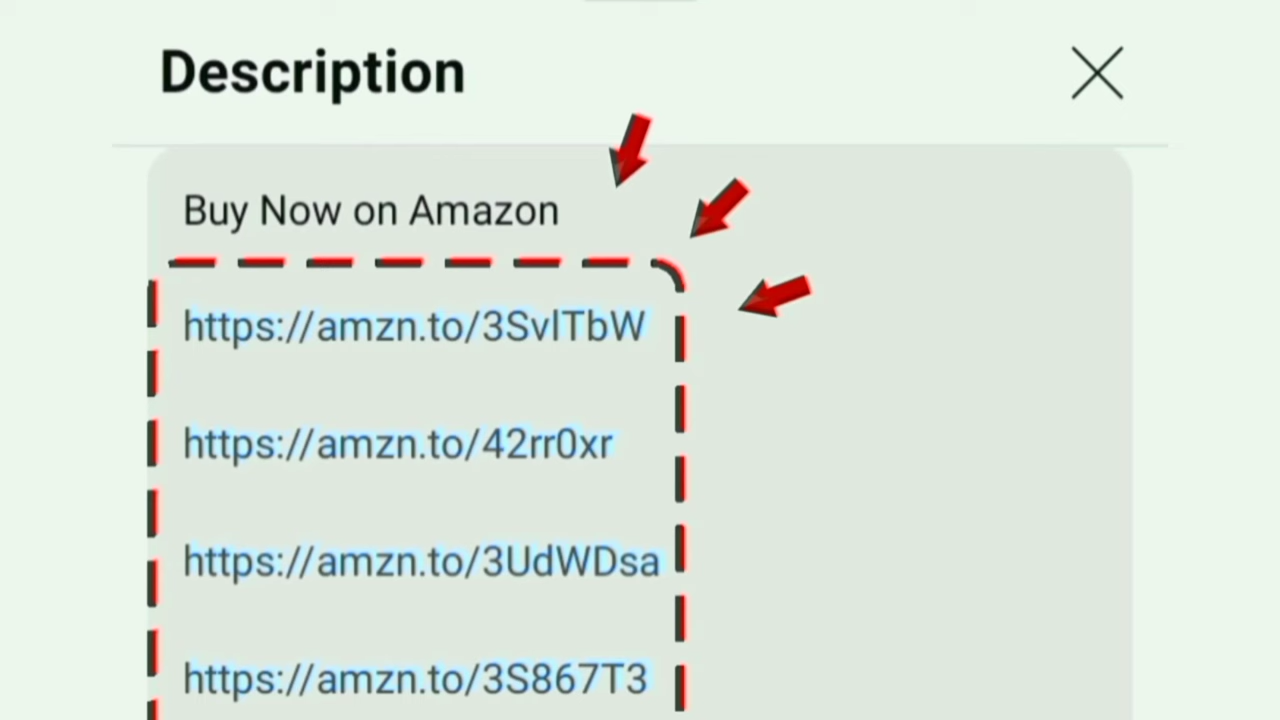 Description
Buy Now on Amazon
https://amzn.to/3SvlTbW
https://amzn.to/42rr0xr
https://amzn.to/3UdWDsa
https://amzn.to/3S867T3